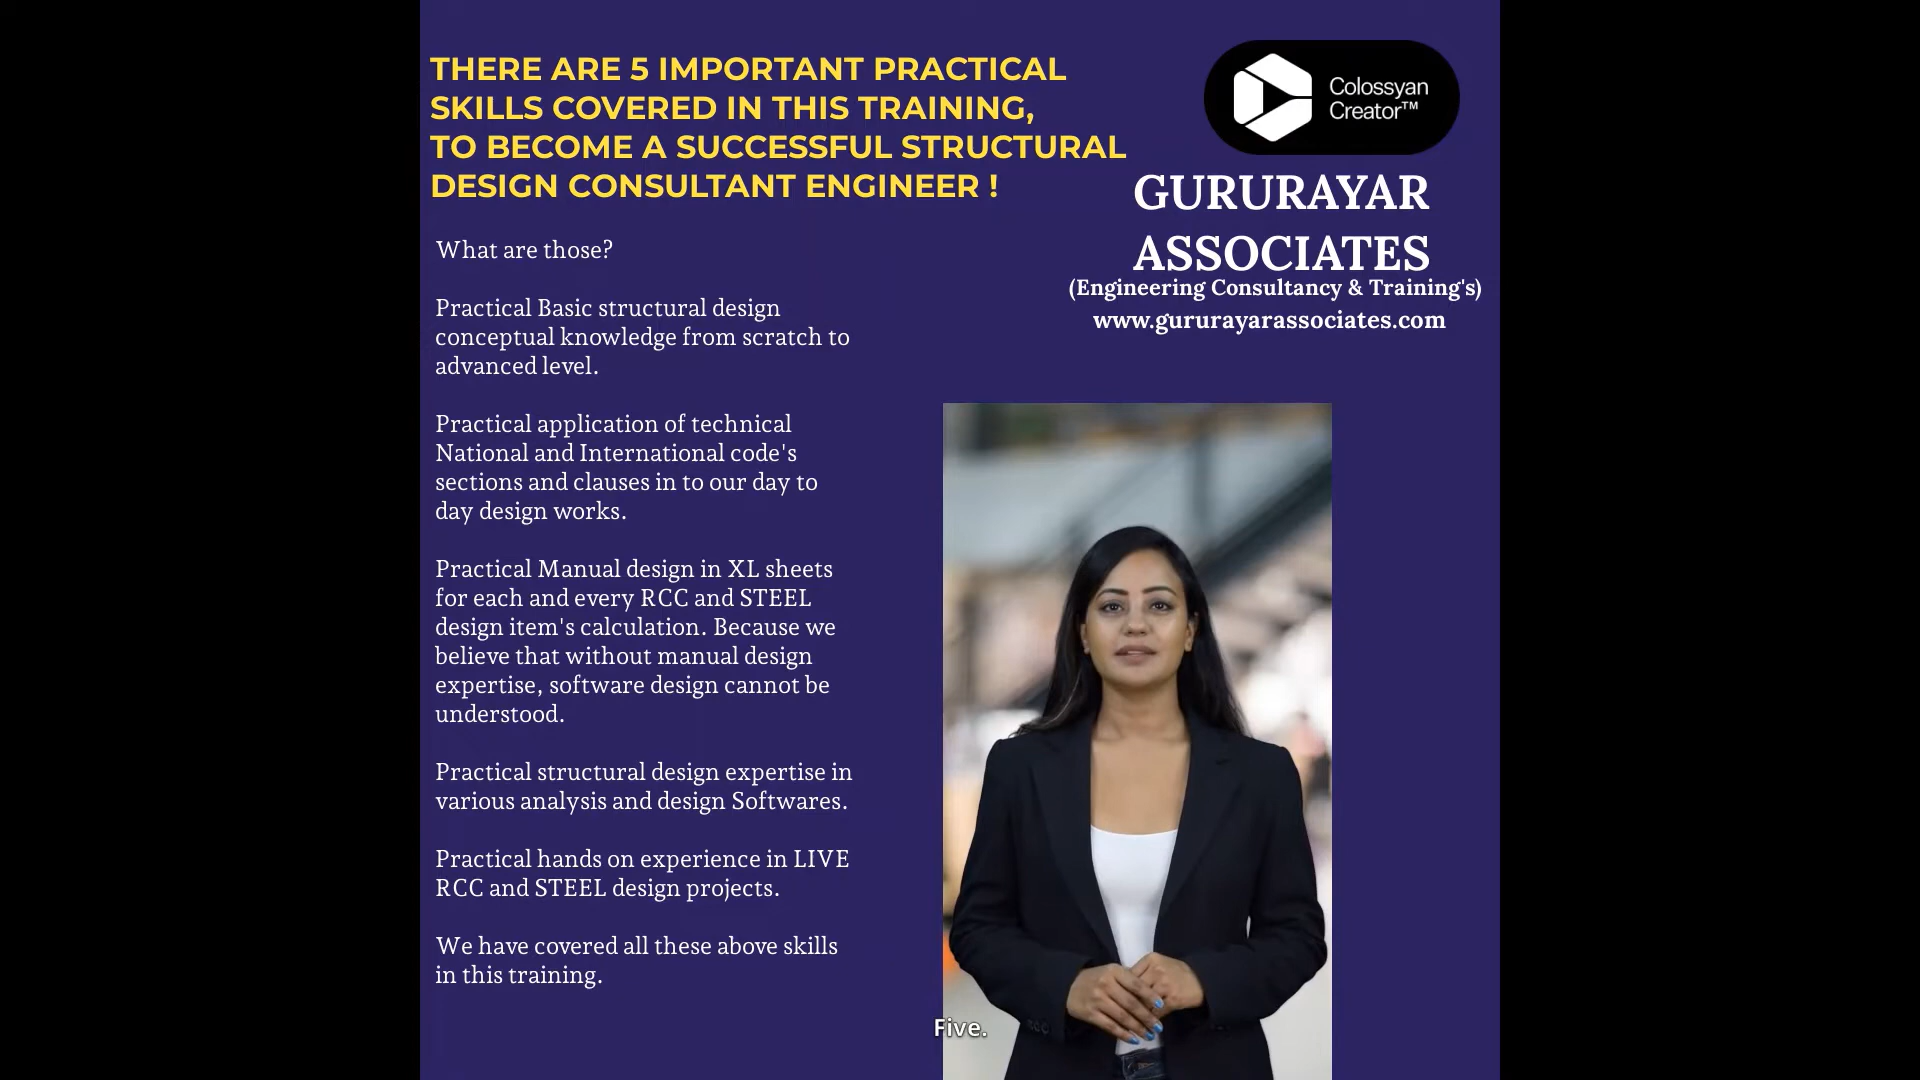 THERE ARE 5 IMPORTANT PRACTICAL
SKILLS COVERED IN THIS TRAINING,
TO BECOME A SUCCESSFUL STRUCTURAL
DESIGN CONSULTANT ENGINEER !
Colossyan
Creator™
GURURAYAR
ASSOCIATES
(Engineering Consultancy & Training's)
www.gururayarassociates.com
What are those?
Practical Basic structural design
conceptual knowledge from scratch to
advanced level.
Practical application of technical
National and International code's
sections and clauses in to our day to
day design works.
Practical Manual design in XL sheets
for each and every RCC and STEEL
design item's calculation. Because we
believe that without manual design
expertise, software design cannot be
understood.
Practical structural design expertise in
various analysis and design Softwares.
Practical hands on experience in LIVE
RCC and STEEL design projects.
We have covered all these above skills
in this training.
Five.